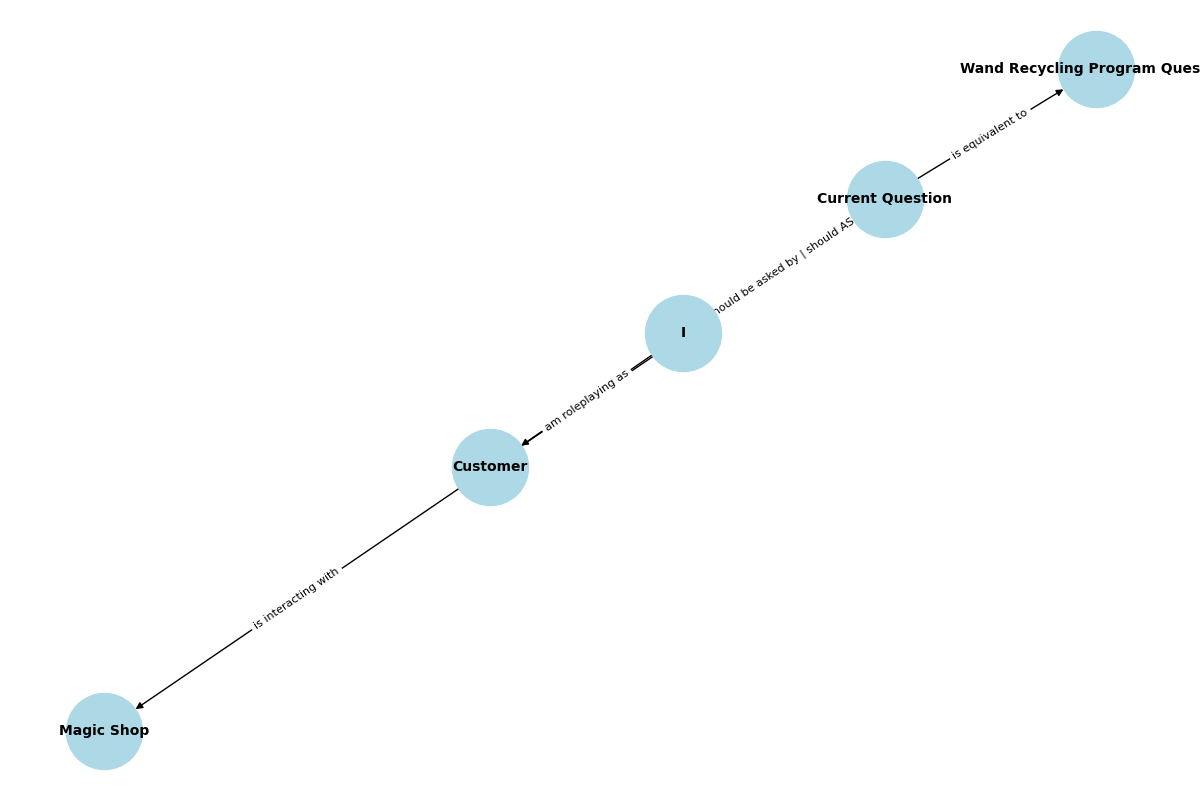 Wand Recycling Program Ques
is equivalent to
Current Question
hould be asked by | should AS
I
am roleplaying as
Customer
is interacting with
Magic Shop